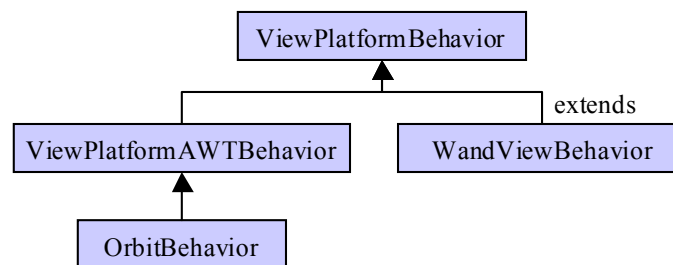 ViewPlatformBehavior
extends
ViewPlatformAWTBehavior
WandViewBehavior
OrbitBehavior